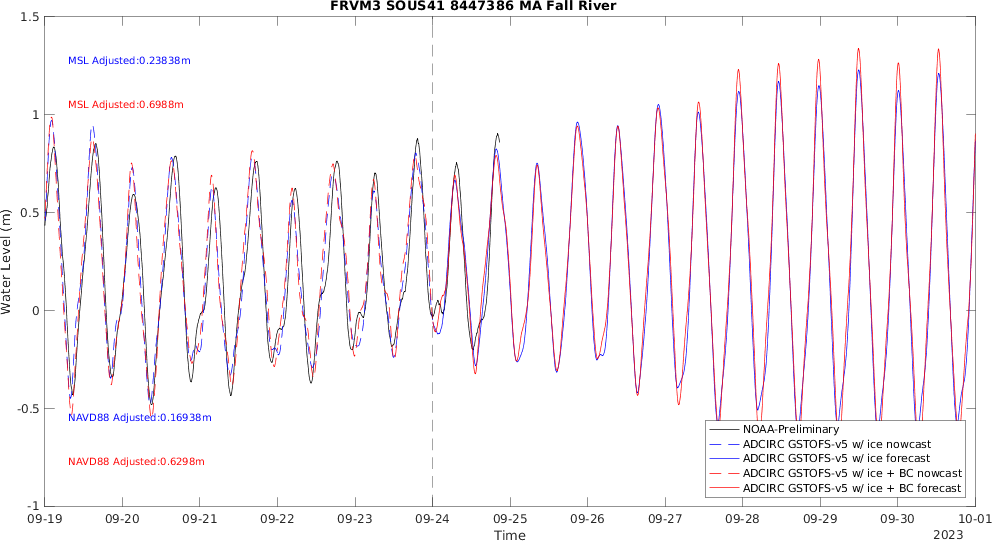 FRVM3 SOUS41 8447386 MA Fall River
1.5
1
0.5
0
-0.5
-1
Water Level (m)
MSL Adjusted:0.23838m
MSL Adjusted:0.6988m
NAVD88 Adjusted:0.16938m
NAVD88 Adjusted:0.6298m
NOAA-Preliminary
ADCIRC GSTOFS-v5 w/ ice nowcast
ADCIRC GSTOFS-v5 w/ ice forecast
ADCIRC GSTOFS-v5 w/ ice + BC nowcast
ADCIRC GSTOFS-v5 w/ ice + BC forecast
09-19 09-20 09-21 09-22 09-23 09-24 09-25 09-26 09-27 09-28 09-29 09-30 10-01
Time
2023